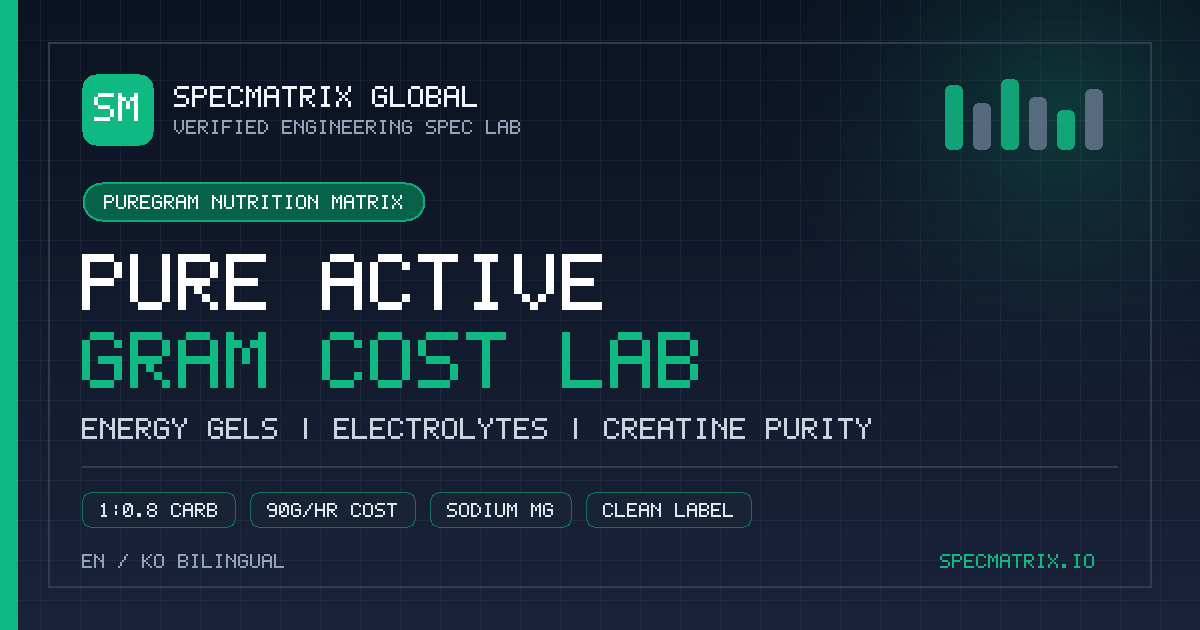 SM
SPECMATRIX GLOBAL
VERIFIED ENGINEERING SPEC LAB
PUREGRAM NUTRITION MATRIX
PURE ACTIVE
GRAM COST LAB
ENERGY GELS | ELECTROLYTES | CREATINE PURITY
1:0.8 CARB
90G/HR COST
SODIUM MG
CLEAN LABEL
EN / KO BILINGUAL
SPECMATRIX.IO